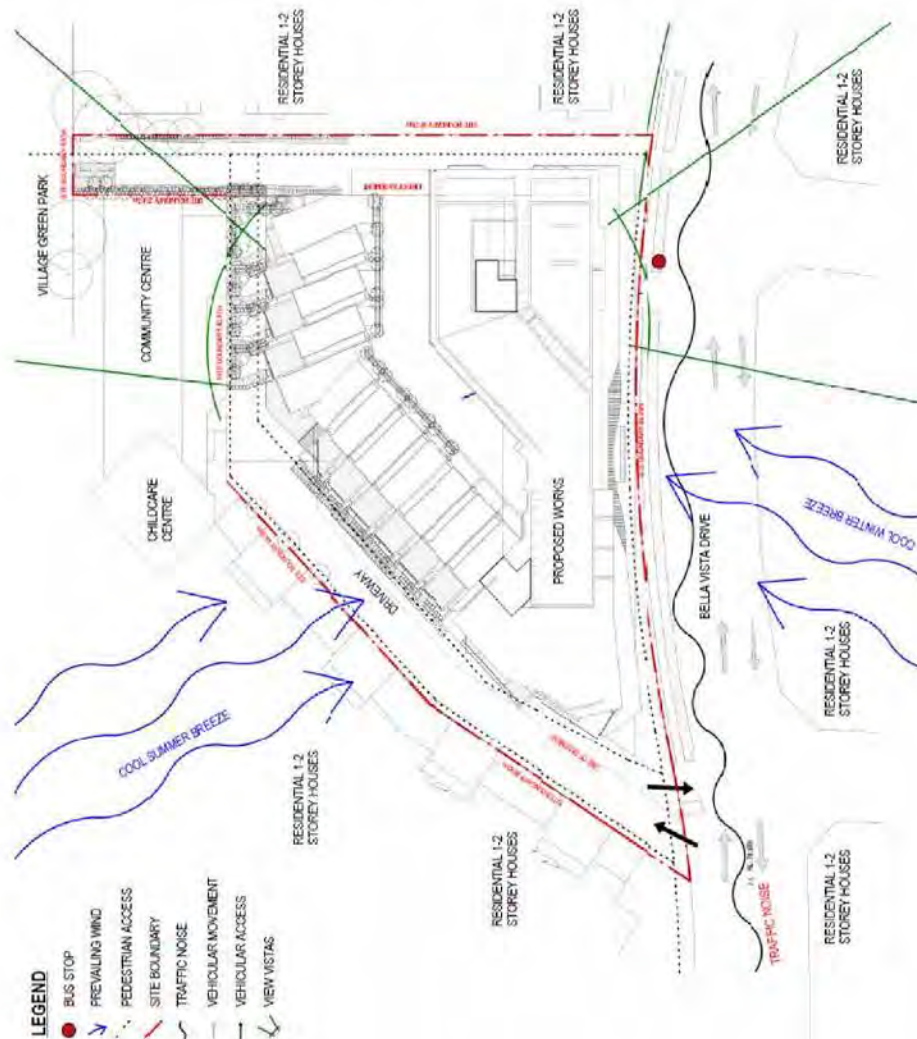 VILLAGE GREEN PARK
COMMUNITY CENTRE
CHILDCARE
CENTRE
RESIDENTIAL 1-2
STOREY HOUSES
RESIDENTIAL 1-2
STOREY HOUSES
RESIDENTIAL 1-2
STOREY HOUSES
COOL SUMMER BREEZE
DRIVEWAY
PROPOSED WORKS
BELLA VISTA DRIVE
COOL WINTER BREEZE
RESIDENTIAL 1-2
STOREY HOUSES
RESIDENTIAL 1-2
STOREY HOUSES
RESIDENTIAL 1-2
STOREY HOUSES
RESIDENTIAL 1-2
STOREY HOUSES
TRAFFIC NOISE
LEGEND
BUS STOP
PREVAILING WIND
PEDESTRIAN ACCESS
SITE BOUNDARY
TRAFFIC NOISE
VEHICULAR MOVEMENT
VEHICULAR ACCESS
VIEW VISTAS